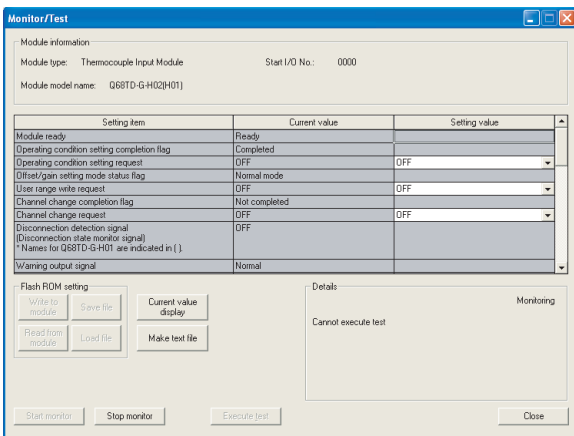 Monitor/Test
Module information
Module type: Thermocouple Input Module Start I/O No.: 0000
Module model name: Q68TD-G-H02(H01)
Setting item Current value Setting value
Module ready Ready
Operating condition setting completion flag Completed
Operating condition setting request OFF OFF
Offset/gain setting mode status flag Normal mode
User range write request OFF OFF
Channel change completion flag Not completed
Channel change request OFF OFF
Disconnection detection signal OFF
(Disconnection state monitor signal)
* Names for Q68TD-G-H01 are indicated in ( ).
Warning output signal Normal
Flash ROM setting
Write to module
Save file
Current value display
Read from module
Load file
Make text file
Details
Monitoring
Cannot execute test
Start monitor Stop monitor Execute test Close